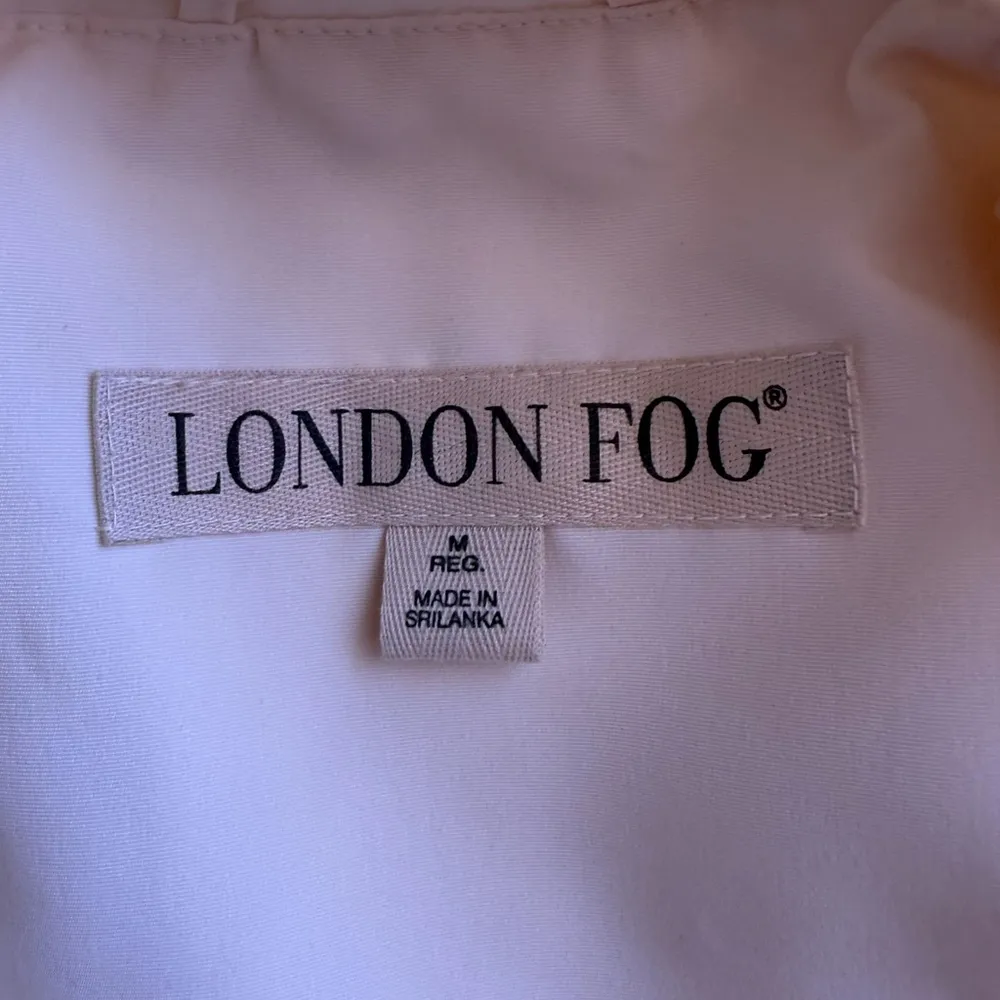 LONDON FOG®
M
REG.
MADE IN
SRILANKA